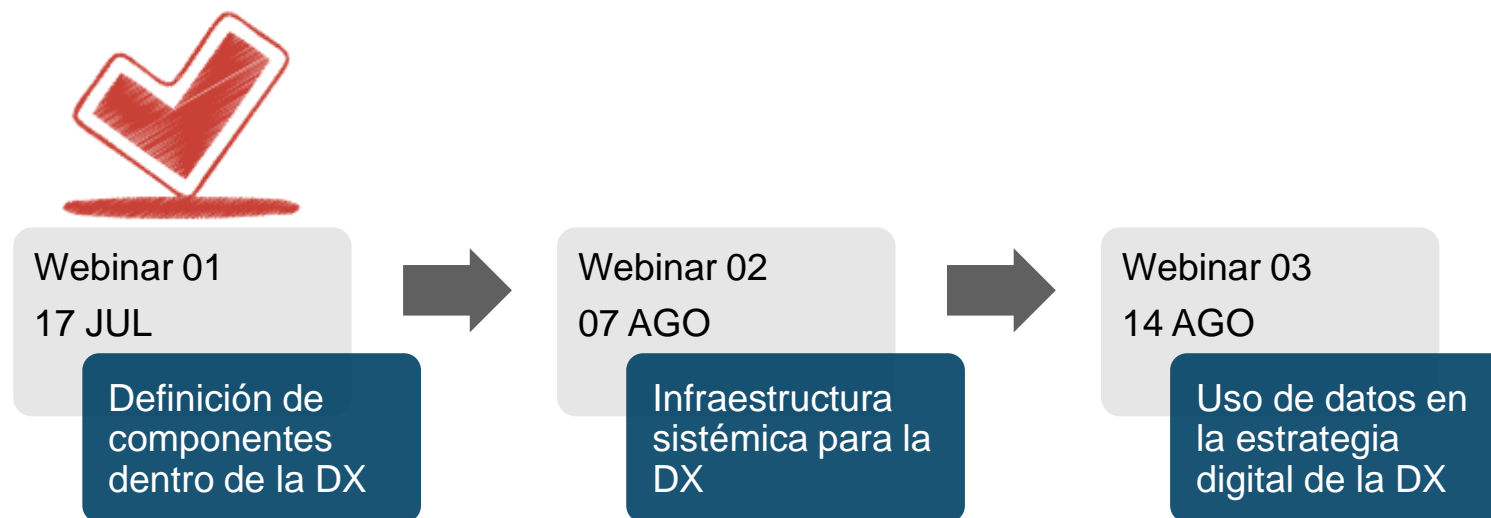 Webinar 01
17 JUL
Definición de
componentes
dentro de la DX
Webinar 02
07 AGO
Infraestructura
sistémica para la
DX
Webinar 03
14 AGO
Uso de datos en
la estrategia
digital de la DX